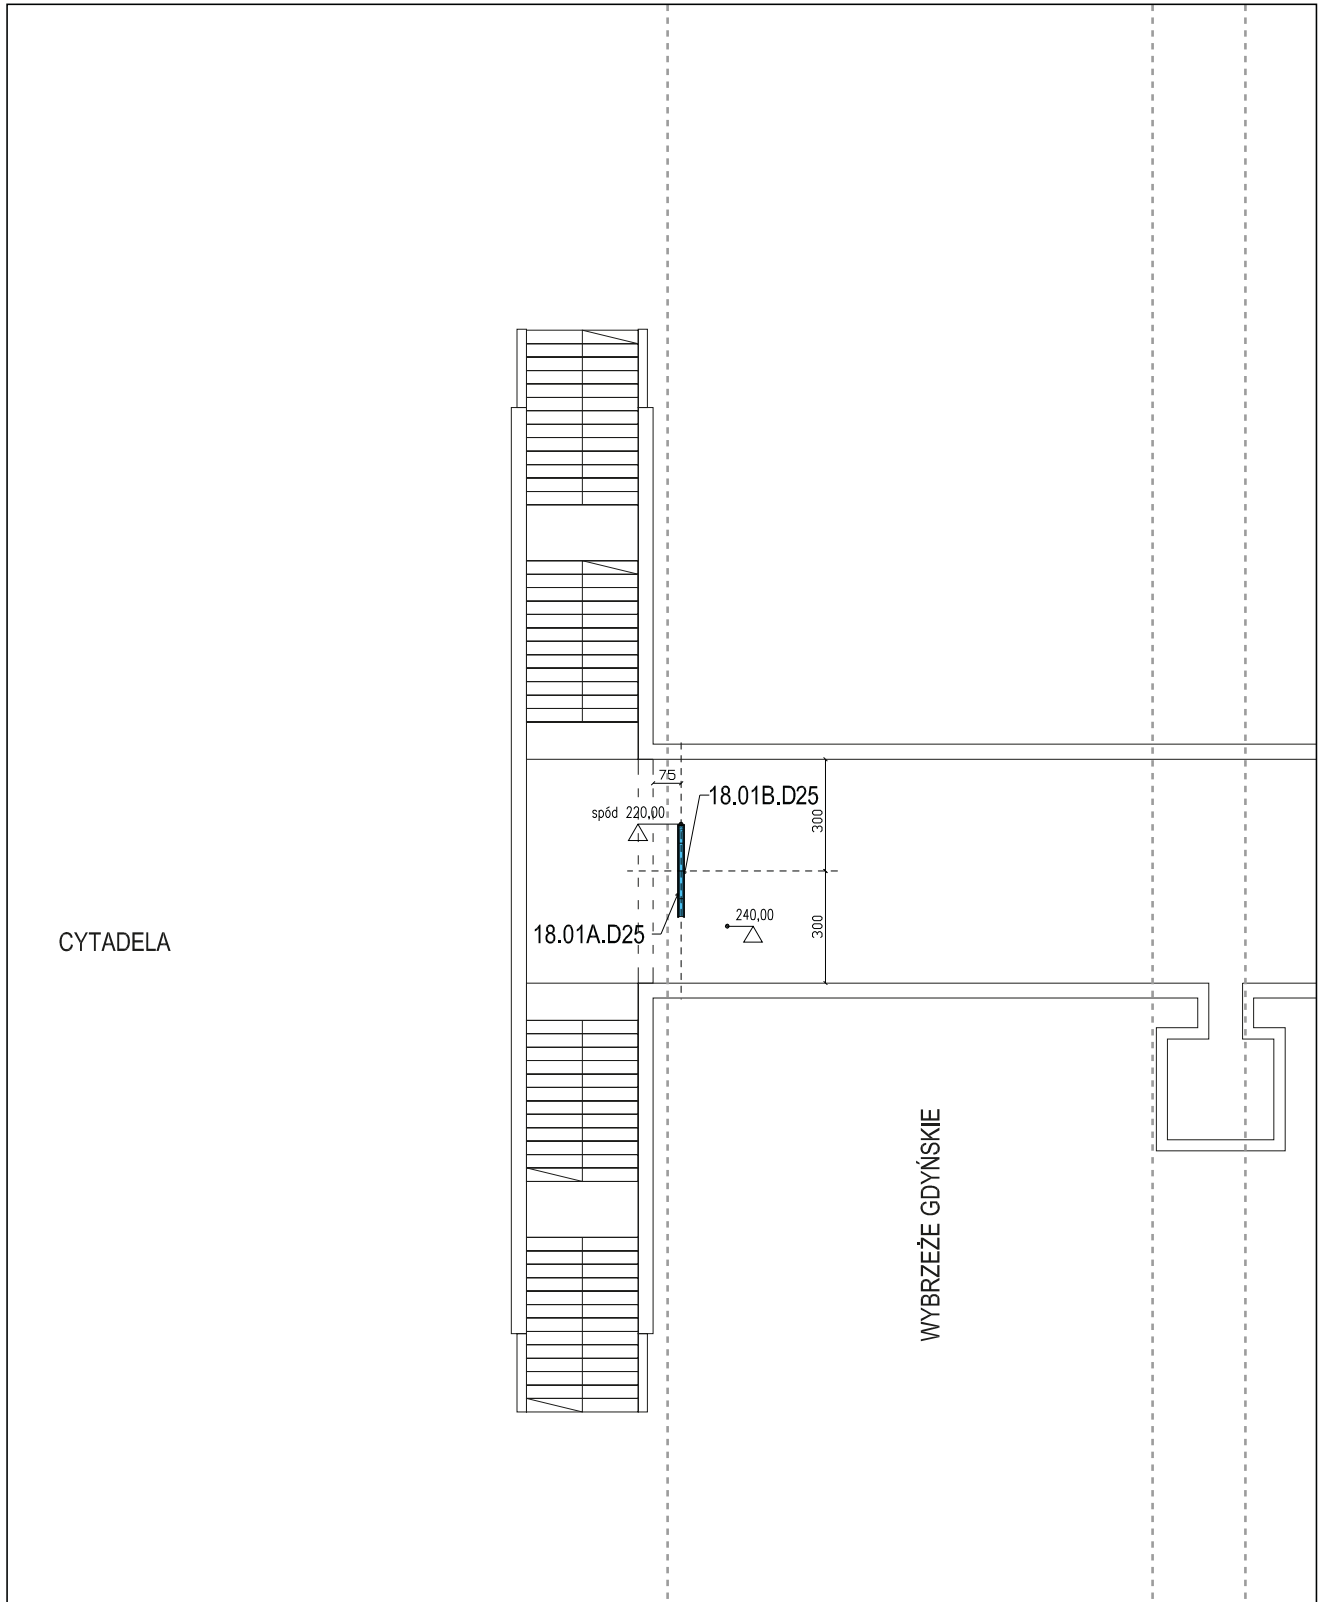 75
18.01B.D25
spód 220,00
300
18.01A.D25
240,00
300
CYTADELA
WYBRZEŻE GDYŃSKIE